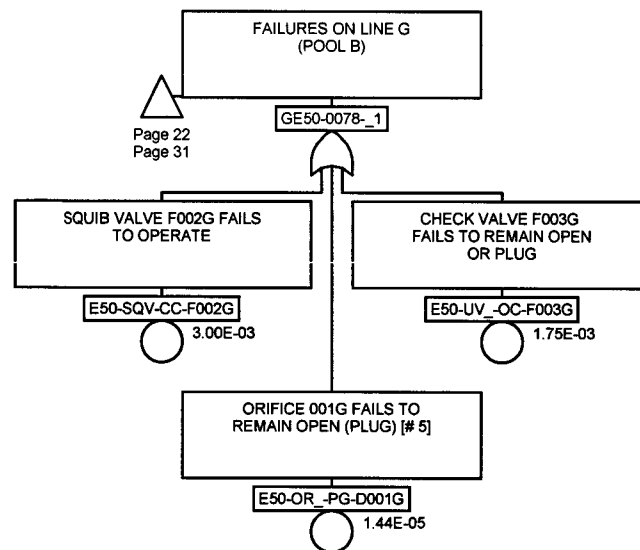 FAILURES ON LINE G
(POOL B)
Page 22
Page 31
GE50-0078-_1
SQUIB VALVE F002G FAILS
TO OPERATE
E50-SQV-CC-F002G
3.00E-03
CHECK VALVE F003G
FAILS TO REMAIN OPEN
OR PLUG
E50-UV_-OC-F003G
1.75E-03
ORIFICE 001G FAILS TO
REMAIN OPEN (PLUG) [# 5]
E50-OR_-PG-D001G
1.44E-05